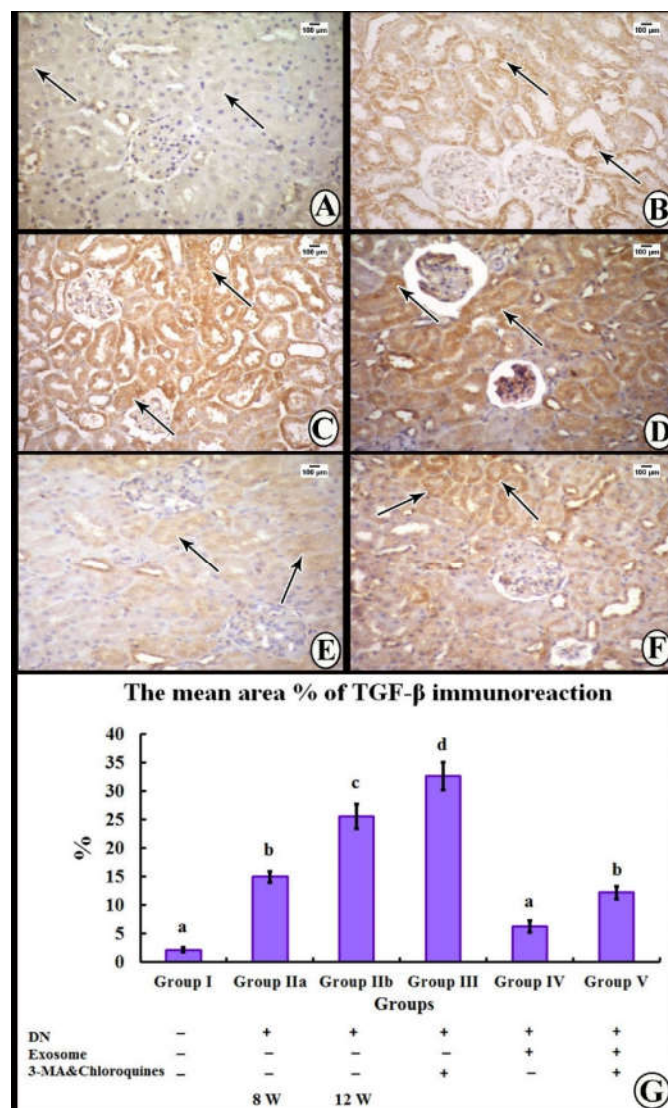 100 µm
100 µm
A
B
100 µm
100 µm
C
D
100 µm
100 µm
E
F
The mean area % of TGF-β immunoreaction
40
35
30
25
20
15
10
5
0
%
a
b
c
d
a
b
Group I Group IIa Group IIb Group III Group IV Group V
Groups
DN – + + + + +
Exosome – – – – + +
3-MA&Chloroquines – – – + – +
8 W 12 W
G